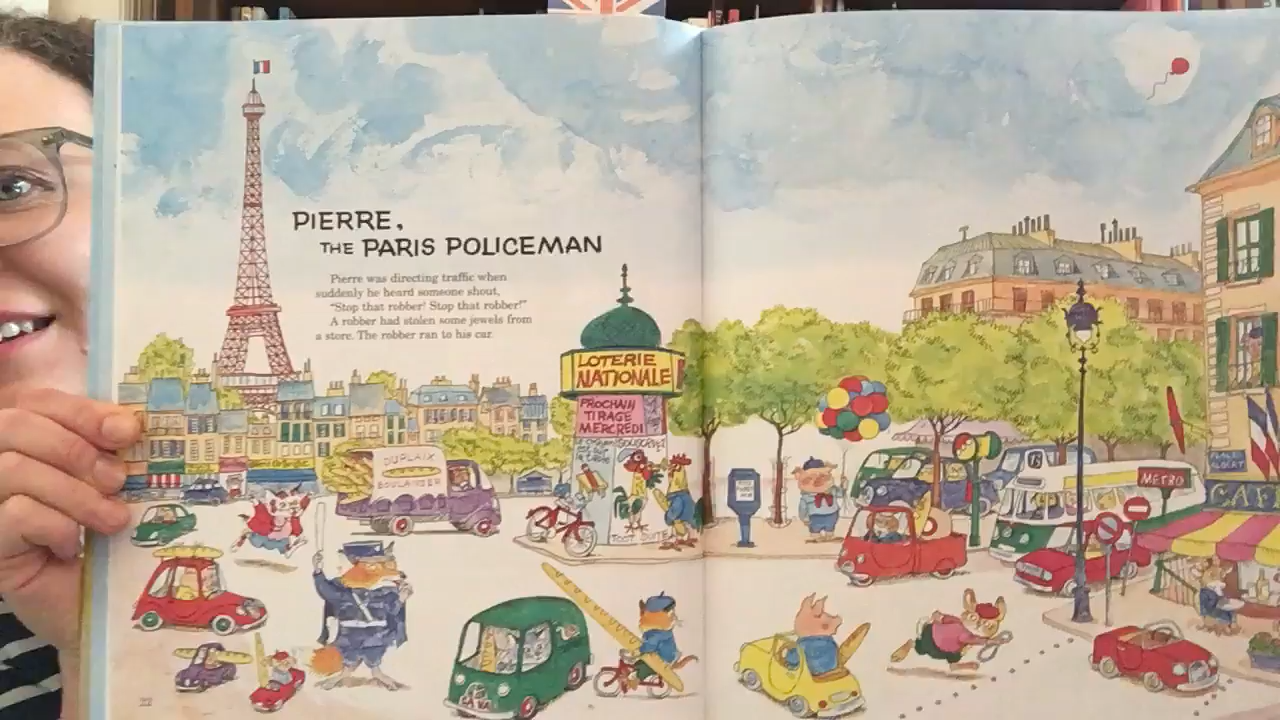 PIERRE,
THE PARIS POLICEMAN
Pierre was directing traffic when
suddenly he heard someone shout,
"Stop that robber! Stop that robber!"
A robber had stolen some jewels from
a store. The robber ran to his car.
LOTERIE
NATIONALE
PROCHAIN
TIRAGE
MERCREDI
DUPLAIX
BOULANGER
TOUT SUITE
METRO
CAFE